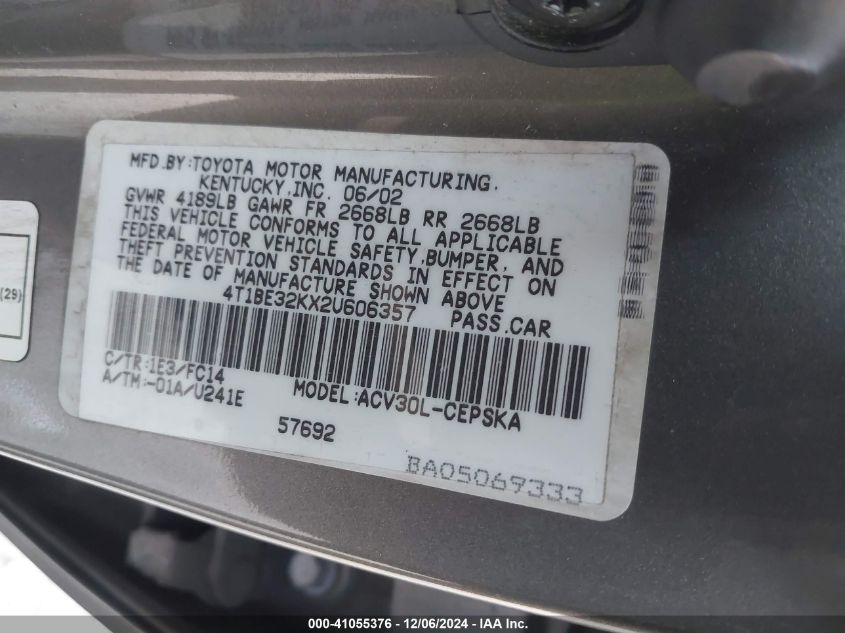 MFD.BY:TOYOTA MOTOR MANUFACTURING.
KENTUCKY,INC. 06/02
GVWR 4189LB GAWR FR 2668LB RR 2668LB
THIS VEHICLE CONFORMS TO ALL APPLICABLE
FEDERAL MOTOR VEHICLE SAFETY,BUMPER, AND
THEFT PREVENTION STANDARDS IN EFFECT ON
THE DATE OF MANUFACTURE SHOWN ABOVE
4T1BE32KX2U606357 PASS.CAR
C/TR:1E3/FC14
A/TM:-01A/U241E MODEL:ACV30L-CEPSKA
57692
BA05069333
(29)
000-41055376 - 12/06/2024 - IAA Inc.